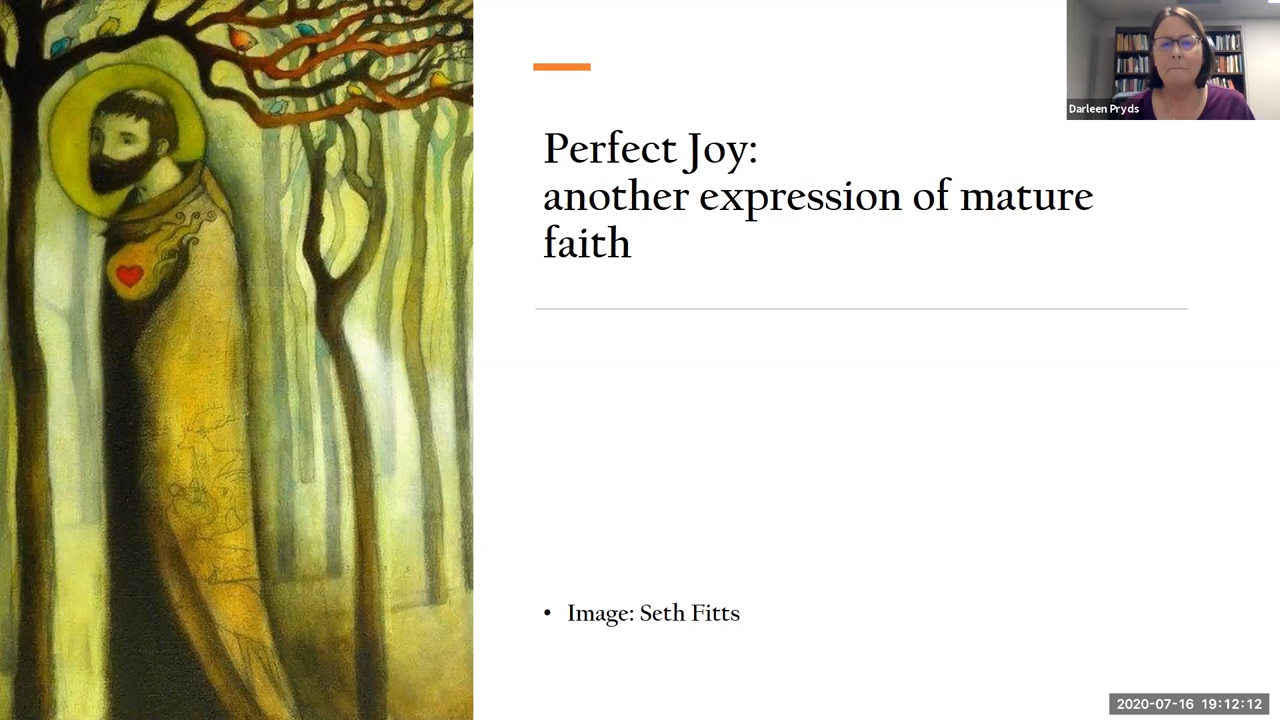 Darleen Pryds
Perfect Joy:
another expression of mature
faith
• Image: Seth Fitts
2020-07-16 19:12:12